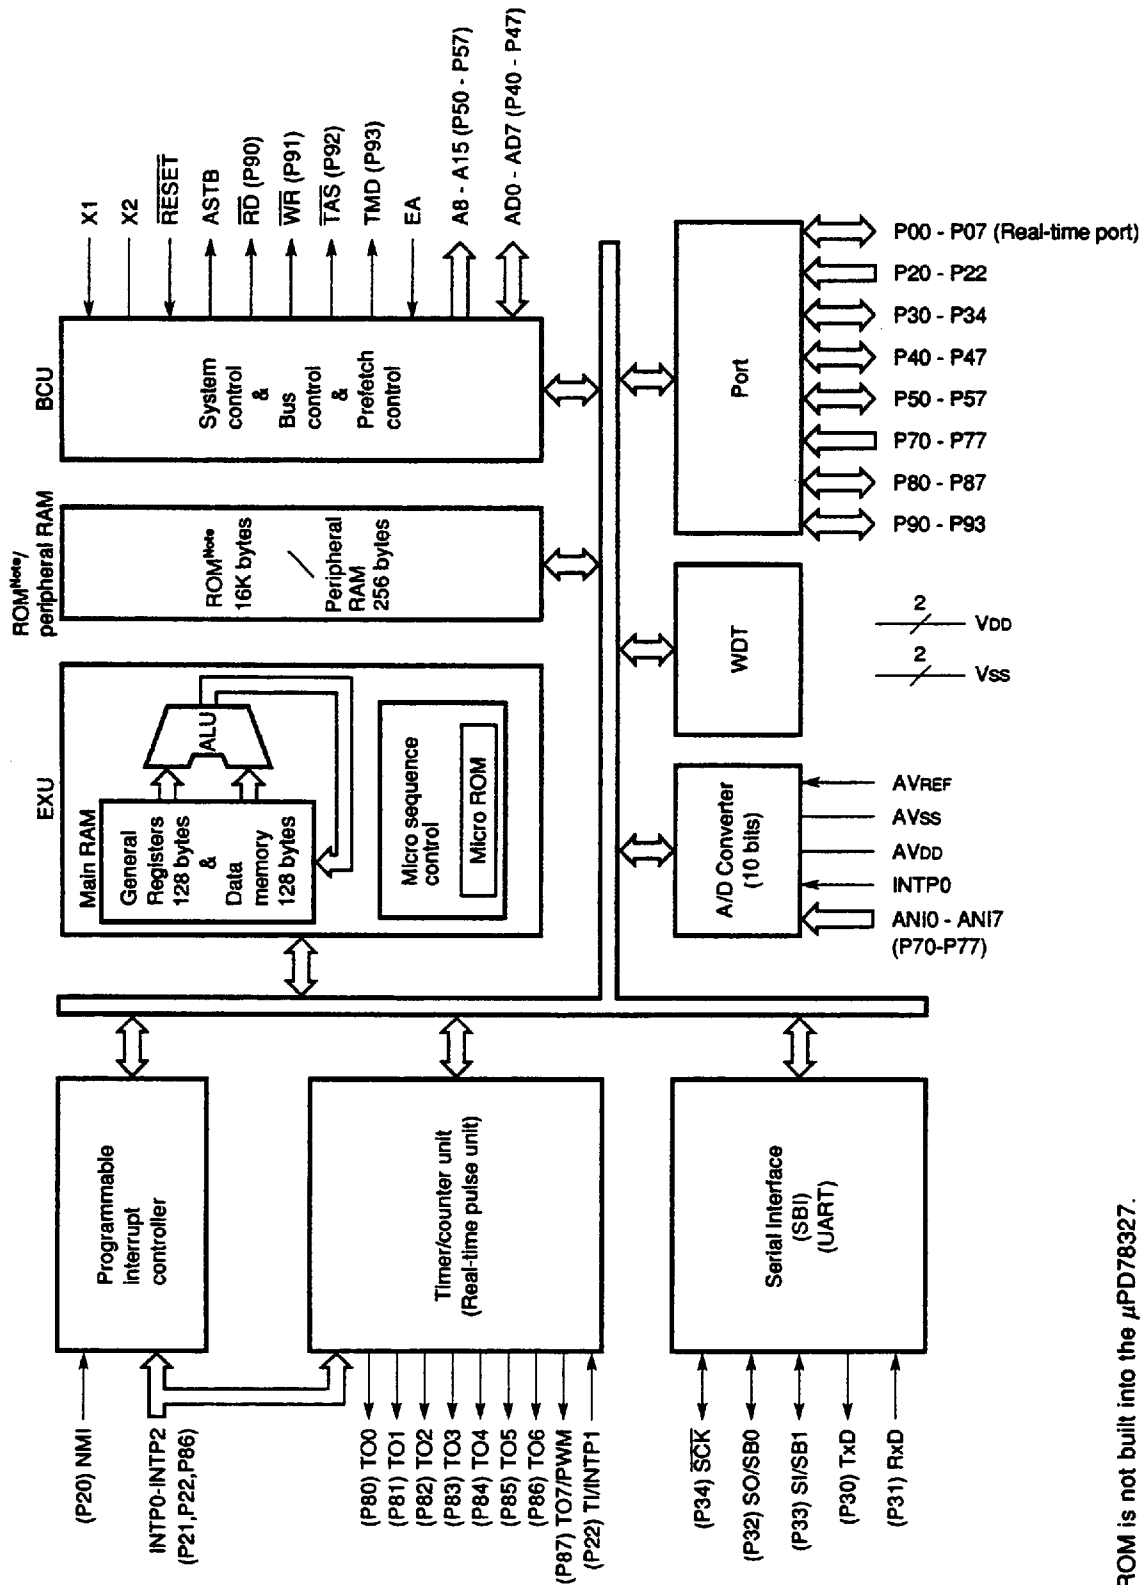 (P20) NMI
INTP0-INTP2
(P21,P22,P86)
Programmable
interrupt
controller
(P80) TO0
(P81) TO1
(P82) TO2
(P83) TO3
(P84) TO4
(P85) TO5
(P86) TO6
(P87) TO7/PWM
(P22) TI/INTP1
Timer/counter unit
(Real-time pulse unit)
(P34) S̅C̅K̅
(P32) SO/SB0
(P33) SI/SB1
(P30) TxD
(P31) RxD
Serial Interface
(SBI)
(UART)
EXU
Main RAM
General
Registers
128 bytes
&
Data
memory
128 bytes
ALU
Micro sequence
control
Micro ROM
ROMNote/
peripheral RAM
ROMNote
16K bytes
Peripheral
RAM
256 bytes
BCU
System
control
&
Bus
control
&
Prefetch
control
X1
X2
R̅E̅S̅E̅T̅
ASTB
R̅D̅ (P90)
W̅R̅ (P91)
T̅A̅S̅ (P92)
TMD (P93)
EA
A8 - A15 (P50 - P57)
AD0 - AD7 (P40 - P47)
A/D Converter
(10 bits)
AVREF
AVSS
AVDD
INTP0
ANI0 - ANI7
(P70-P77)
WDT
2
VDD
2
VSS
Port
P00 - P07 (Real-time port)
P20 - P22
P30 - P34
P40 - P47
P50 - P57
P70 - P77
P80 - P87
P90 - P93
ROM is not built into the µPD78327.